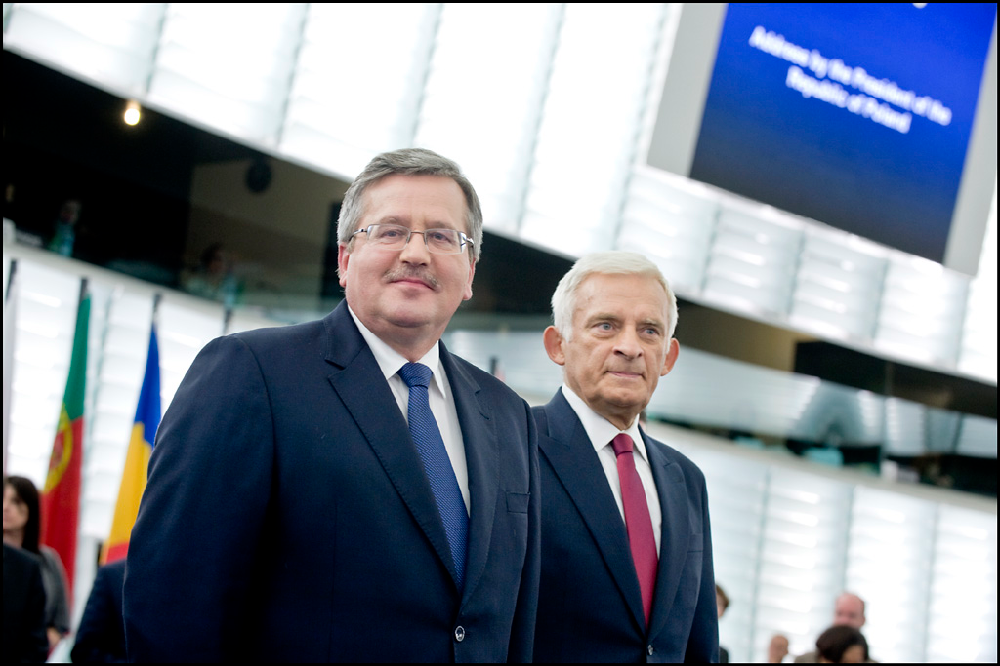 Address by the President of the
Republic of Poland